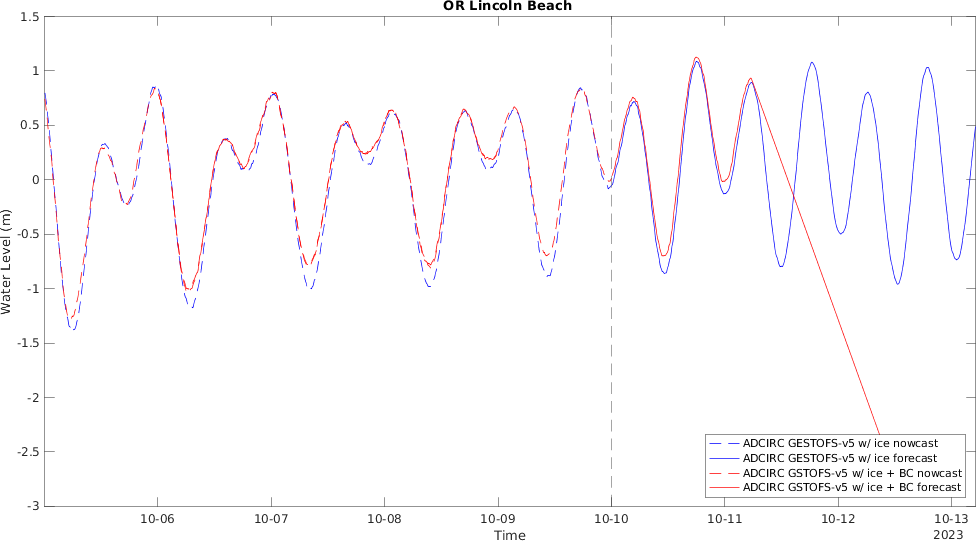 OR Lincoln Beach
1.5
1
0.5
0
-0.5
-1
-1.5
-2
-2.5
-3
Water Level (m)
ADCIRC GESTOFS-v5 w/ ice nowcast
ADCIRC GESTOFS-v5 w/ ice forecast
ADCIRC GSTOFS-v5 w/ ice + BC nowcast
ADCIRC GSTOFS-v5 w/ ice + BC forecast
10-06 10-07 10-08 10-09 10-10 10-11 10-12 10-13
Time 2023